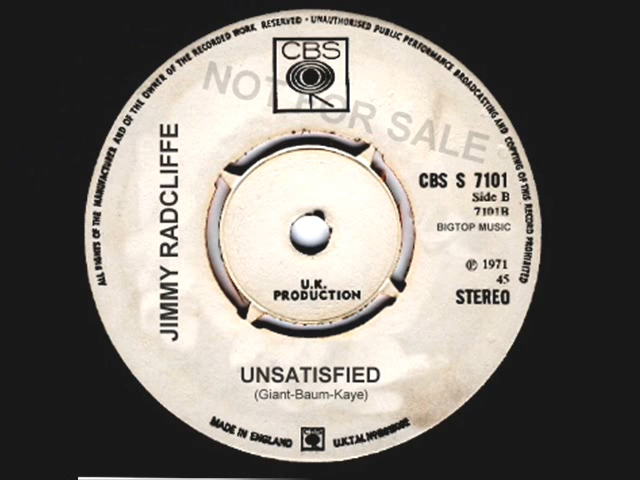 ALL RIGHTS OF THE MANUFACTURER AND OF THE OWNER OF THE RECORDED WORK RESERVED · UNAUTHORISED PUBLIC PERFORMANCE BROADCASTING AND COPYING OF THIS RECORD PROHIBITED
CBS
NOT FOR SALE
JIMMY RADCLIFFE
CBS S 7101
Side B
7101B
BIGTOP MUSIC
℗ 1971
45
STEREO
U.K.
PRODUCTION
UNSATISFIED
(Giant-Baum-Kaye)
MADE IN ENGLAND